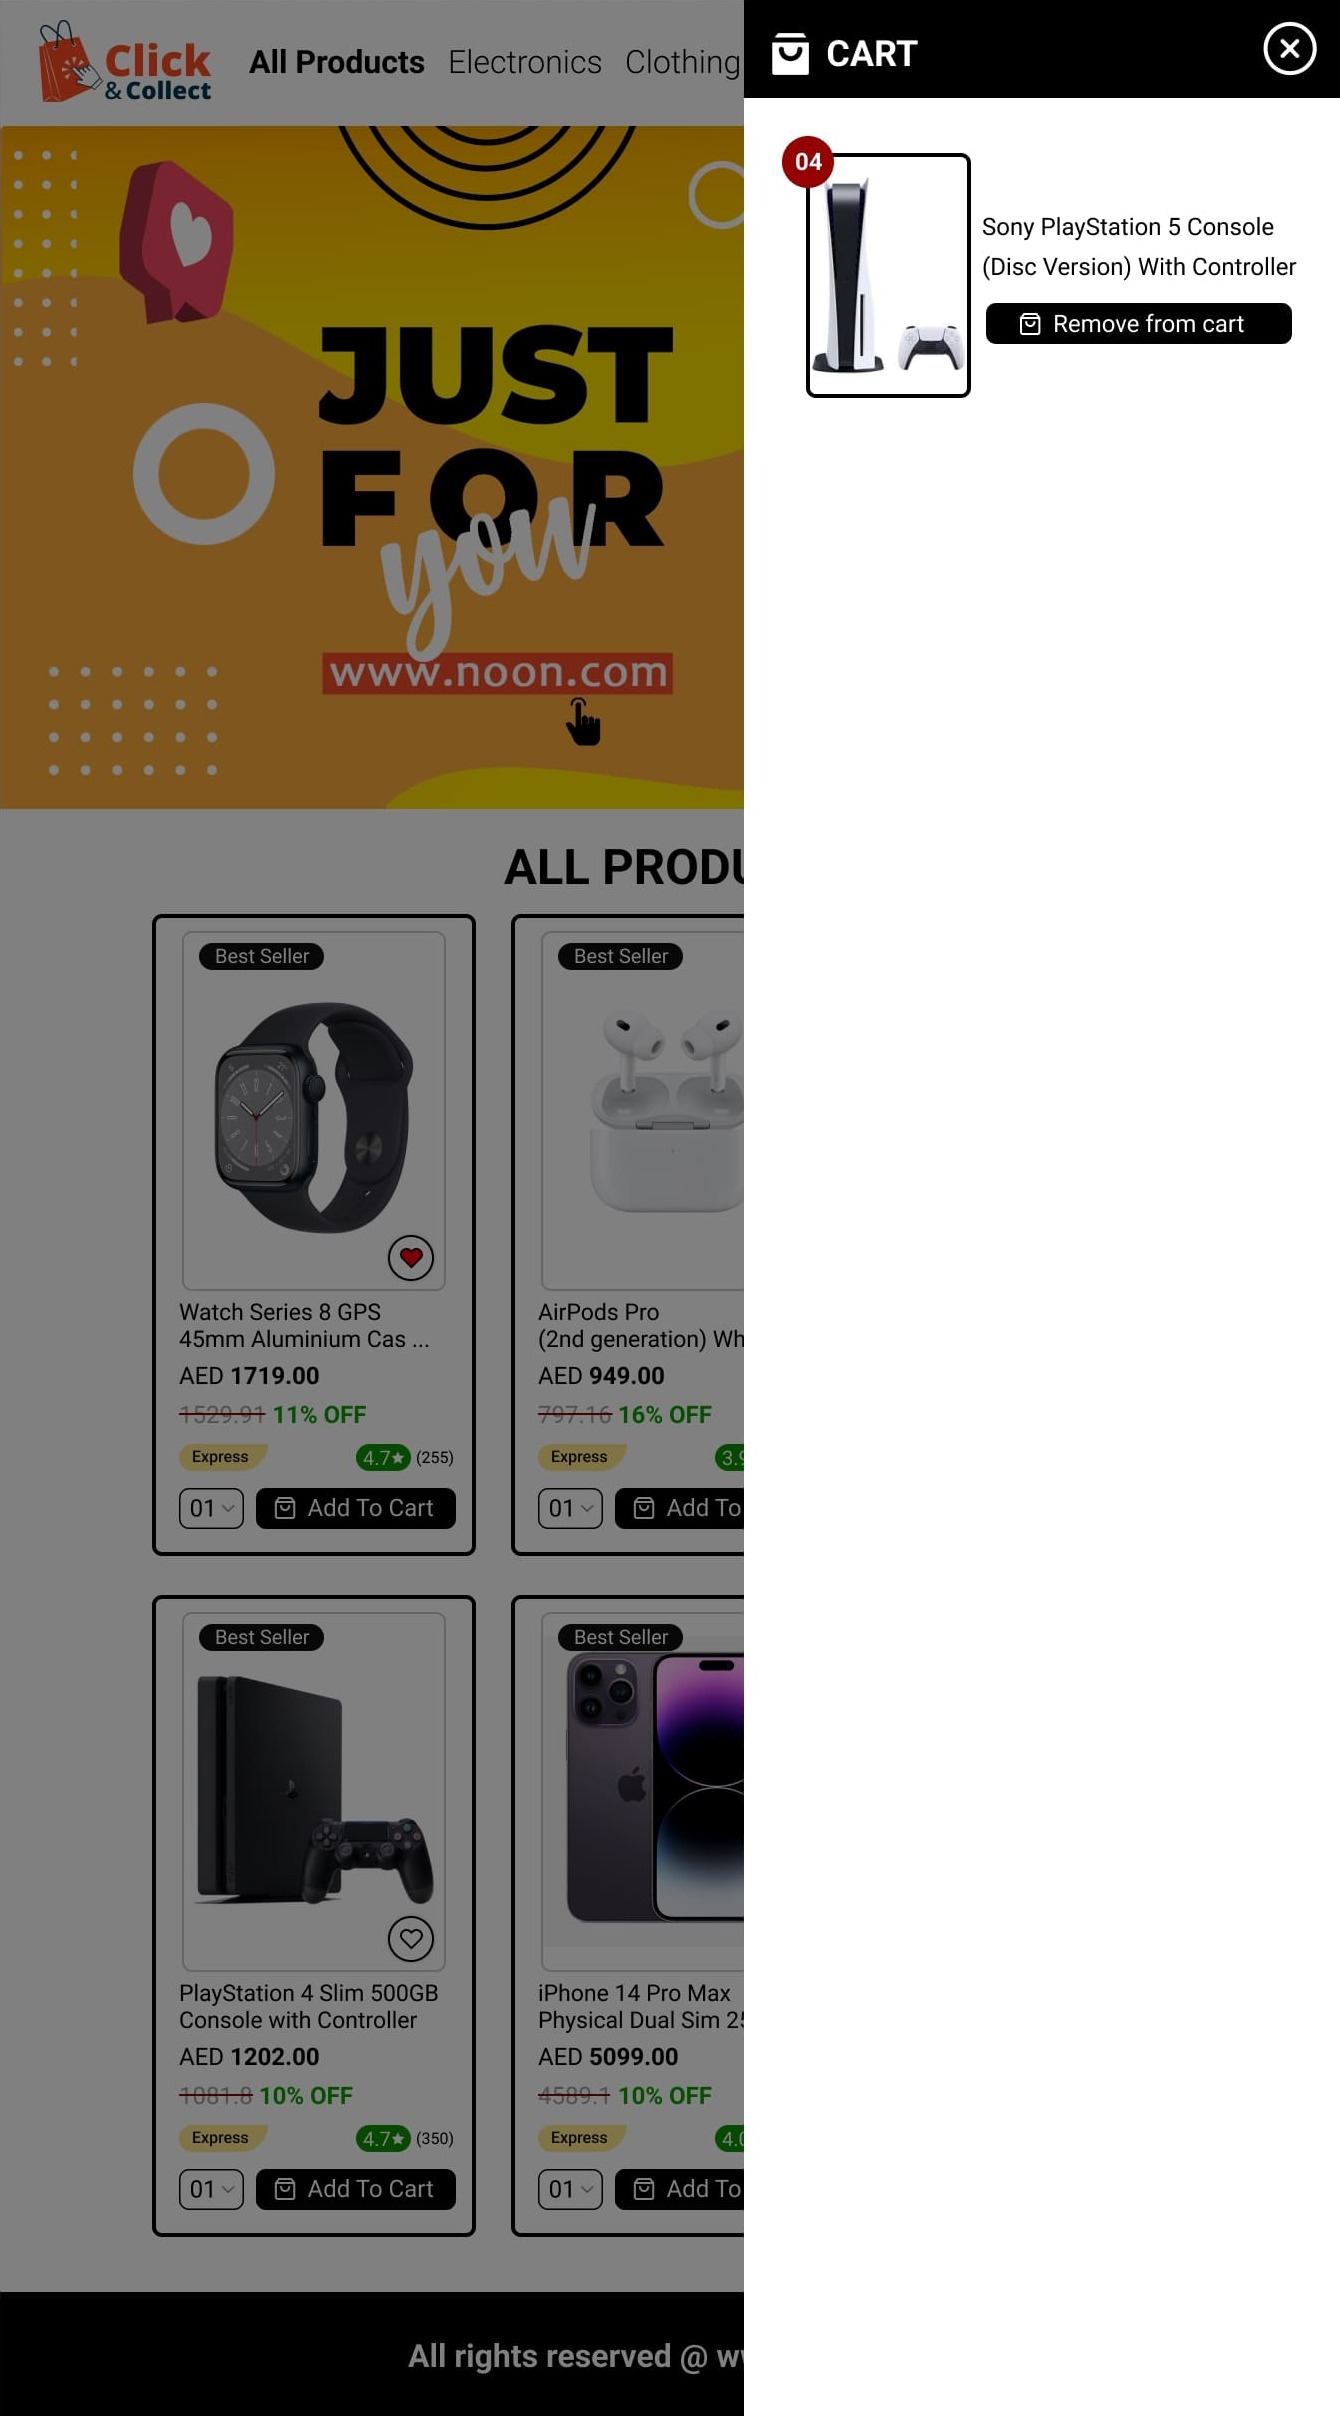 Click
& Collect
All Products Electronics Clothing
CART
04
Sony PlayStation 5 Console
(Disc Version) With Controller
Remove from cart
JUST
FOR
you
www.noon.com
ALL PRODU
Best Seller
Watch Series 8 GPS
45mm Aluminium Cas ...
AED 1719.00
1529.91 11% OFF
Express 4.7★ (255)
01 Add To Cart
Best Seller
AirPods Pro
(2nd generation) Wh
AED 949.00
797.16 16% OFF
Express 3.9
01 Add To
Best Seller
PlayStation 4 Slim 500GB
Console with Controller
AED 1202.00
1081.8 10% OFF
Express 4.7★ (350)
01 Add To Cart
Best Seller
iPhone 14 Pro Max
Physical Dual Sim 25
AED 5099.00
4589.1 10% OFF
Express 4.0
01 Add To
All rights reserved @ w